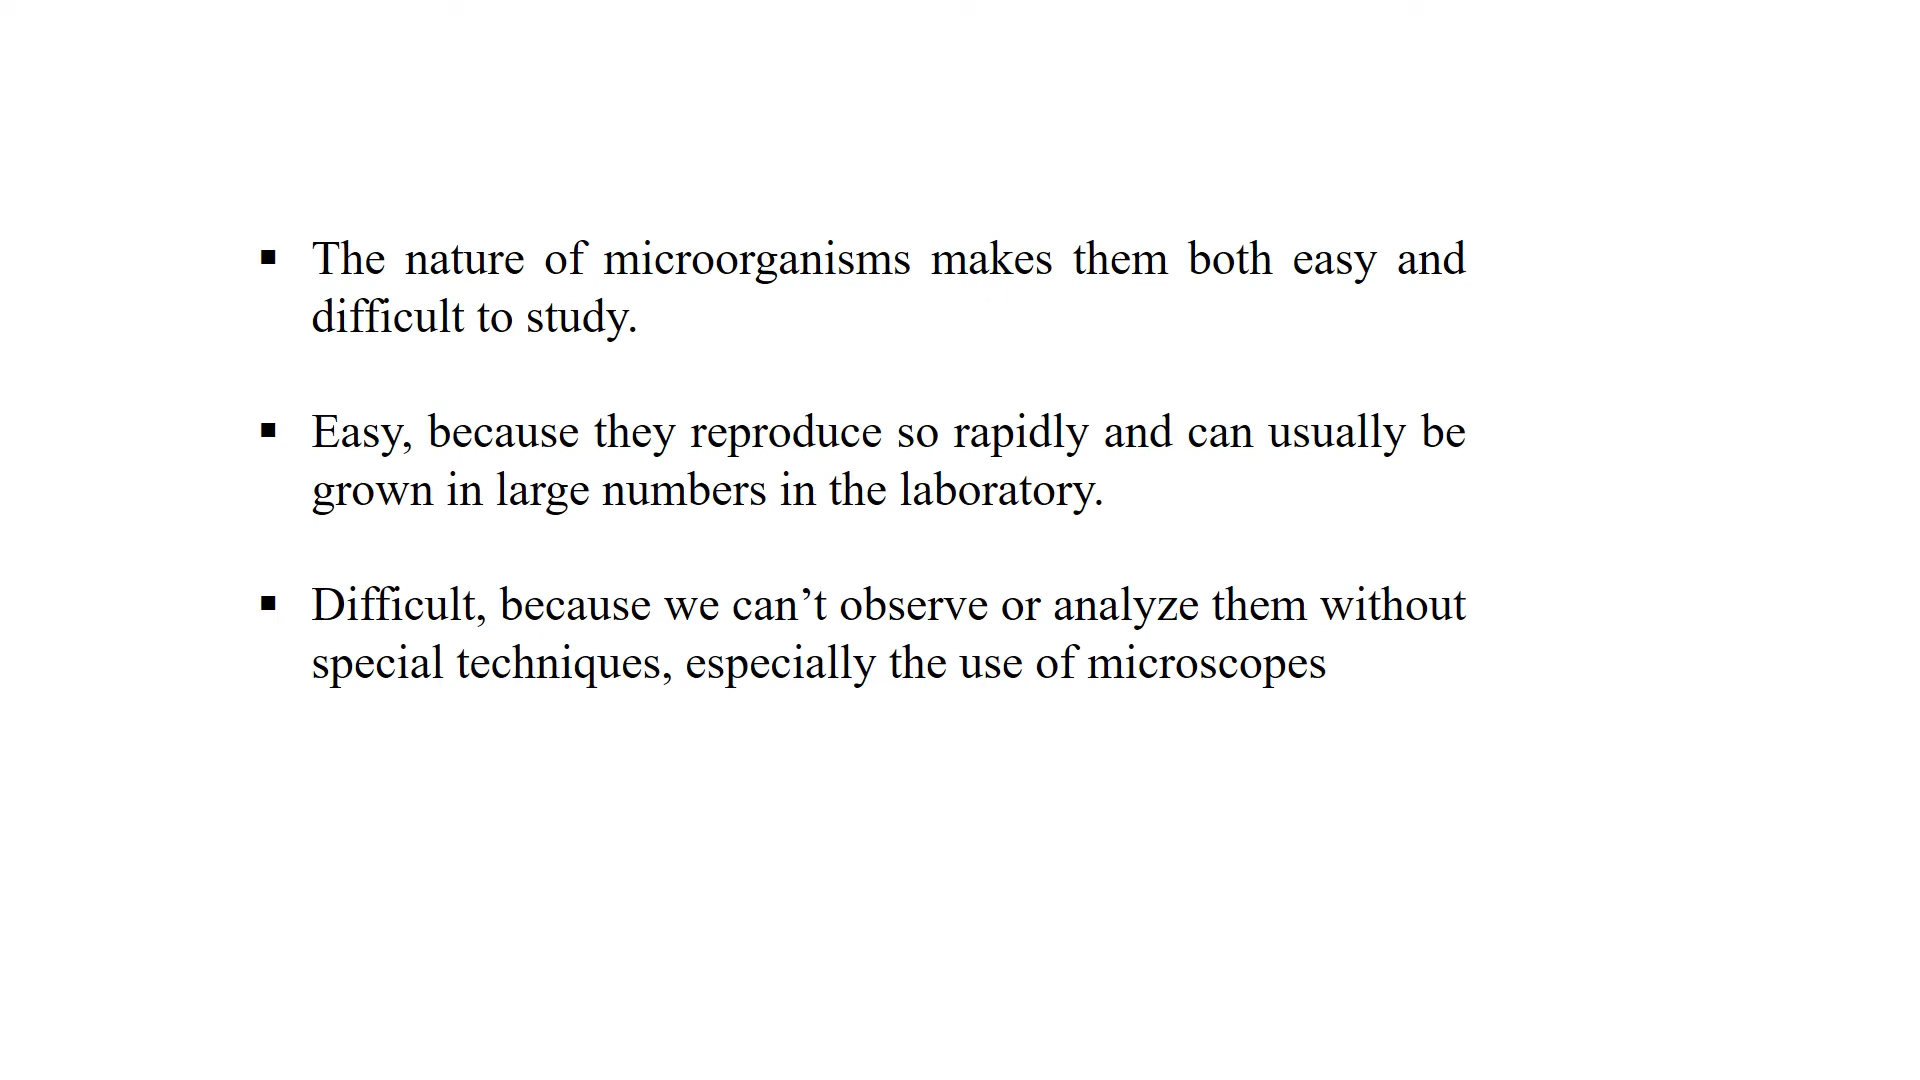 ▪ The nature of microorganisms makes them both easy and
difficult to study.
▪ Easy, because they reproduce so rapidly and can usually be
grown in large numbers in the laboratory.
▪ Difficult, because we can’t observe or analyze them without
special techniques, especially the use of microscopes